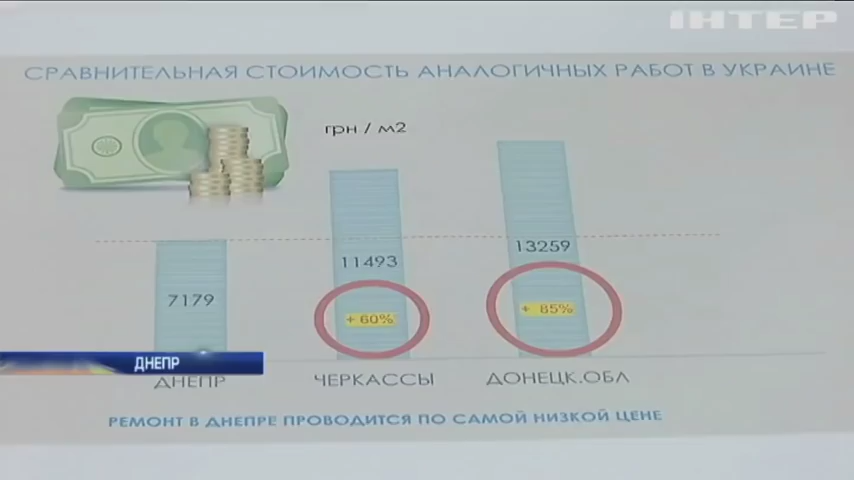 ІНТЕР
СРАВНИТЕЛЬНАЯ СТОИМОСТЬ АНАЛОГИЧНЫХ РАБОТ В УКРАИНЕ
грн / м2
7179
11493
13259
+ 60%
+ 85%
ДНЕПР
ДНЕПР
ЧЕРКАССЫ
ДОНЕЦК.ОБЛ
РЕМОНТ В ДНЕПРЕ ПРОВОДИТСЯ ПО САМОЙ НИЗКОЙ ЦЕНЕ